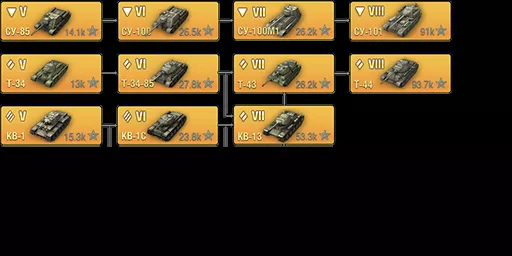 V VI VII VIII
СУ-85 14.1k СУ-100 26.5k СУ-100М1 26.2k СУ-101 91k
V VI VII VIII
Т-34 13k Т-34-85 27.8k Т-43 26.2k Т-44 93.7k
V VI VII
КВ-1 15.3k КВ-1С 23.8k КВ-13 53.3k